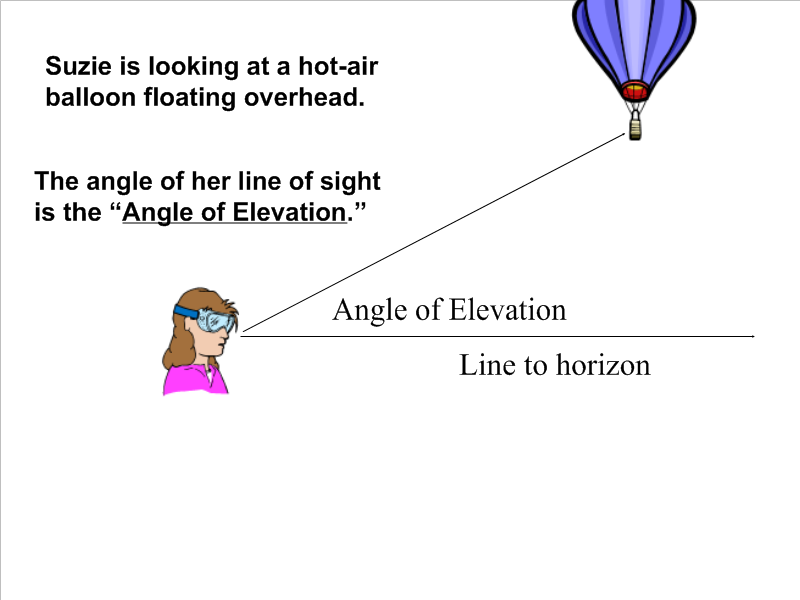 Suzie is looking at a hot-air
balloon floating overhead.
The angle of her line of sight
is the “Angle of Elevation.”
Angle of Elevation
Line to horizon